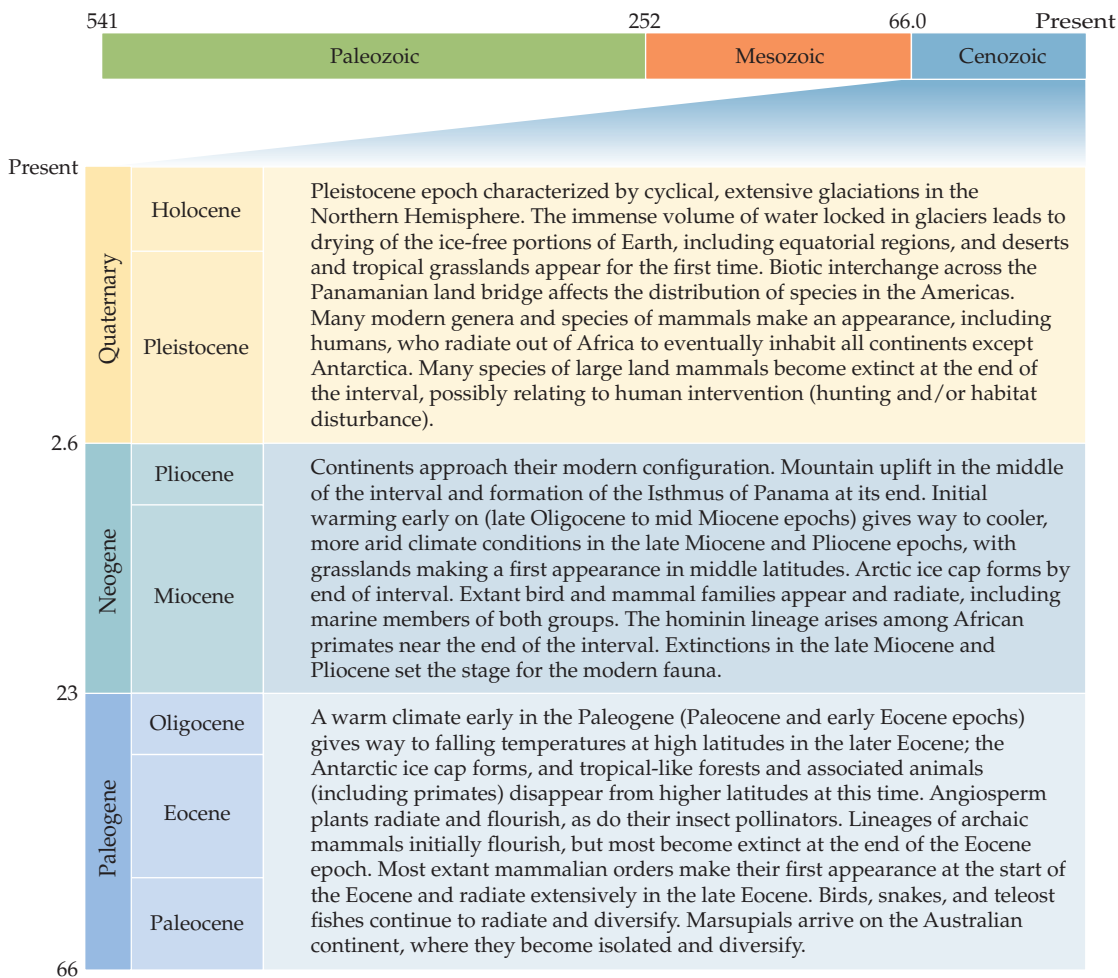 541 252 66.0 Present
Paleozoic Mesozoic Cenozoic
Present
Quaternary
Holocene
Pleistocene
Pleistocene epoch characterized by cyclical, extensive glaciations in the
Northern Hemisphere. The immense volume of water locked in glaciers leads to
drying of the ice-free portions of Earth, including equatorial regions, and deserts
and tropical grasslands appear for the first time. Biotic interchange across the
Panamanian land bridge affects the distribution of species in the Americas.
Many modern genera and species of mammals make an appearance, including
humans, who radiate out of Africa to eventually inhabit all continents except
Antarctica. Many species of large land mammals become extinct at the end of
the interval, possibly relating to human intervention (hunting and/or habitat
disturbance).
2.6
Neogene
Pliocene
Miocene
Continents approach their modern configuration. Mountain uplift in the middle
of the interval and formation of the Isthmus of Panama at its end. Initial
warming early on (late Oligocene to mid Miocene epochs) gives way to cooler,
more arid climate conditions in the late Miocene and Pliocene epochs, with
grasslands making a first appearance in middle latitudes. Arctic ice cap forms by
end of interval. Extant bird and mammal families appear and radiate, including
marine members of both groups. The hominin lineage arises among African
primates near the end of the interval. Extinctions in the late Miocene and
Pliocene set the stage for the modern fauna.
23
Paleogene
Oligocene
Eocene
Paleocene
A warm climate early in the Paleogene (Paleocene and early Eocene epochs)
gives way to falling temperatures at high latitudes in the later Eocene; the
Antarctic ice cap forms, and tropical-like forests and associated animals
(including primates) disappear from higher latitudes at this time. Angiosperm
plants radiate and flourish, as do their insect pollinators. Lineages of archaic
mammals initially flourish, but most become extinct at the end of the Eocene
epoch. Most extant mammalian orders make their first appearance at the start of
the Eocene and radiate extensively in the late Eocene. Birds, snakes, and teleost
fishes continue to radiate and diversify. Marsupials arrive on the Australian
continent, where they become isolated and diversify.
66